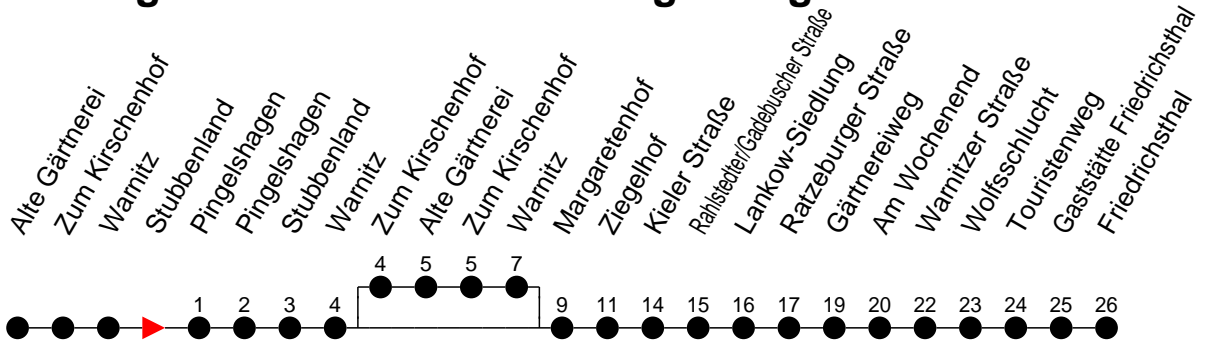 Alte Gärtnerei
Zum Kirschenhof
Warnitz
Stubbenland
Pingelshagen
Pingelshagen
Stubbenland
Warnitz
Zum Kirschenhof
Alte Gärtnerei
Zum Kirschenhof
Warnitz
Margaretenhof
Ziegelhof
Kieler Straße
Rahlstedter/Gadebuscher Straße
Lankow-Siedlung
Ratzeburger Straße
Gärtnereiweg
Am Wochenend
Warnitzer Straße
Wolfsschlucht
Touristenweg
Gaststätte Friedrichsthal
Friedrichsthal
4 5 5 7
1 2 3 4 9 11 14 15 16 17 19 20 22 23 24 25 26